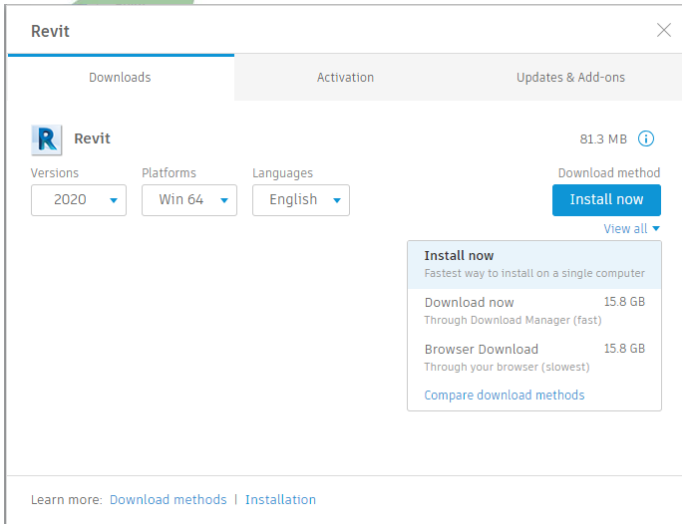 Revit
Downloads
Activation
Updates & Add-ons
R
Revit
81.3 MB
i
Versions
Platforms
Languages
Download method
2020
Win 64
English
Install now
View all
Install now
Fastest way to install on a single computer
Download now
15.8 GB
Through Download Manager (fast)
Browser Download
15.8 GB
Through your browser (slowest)
Compare download methods
Learn more: Download methods | Installation